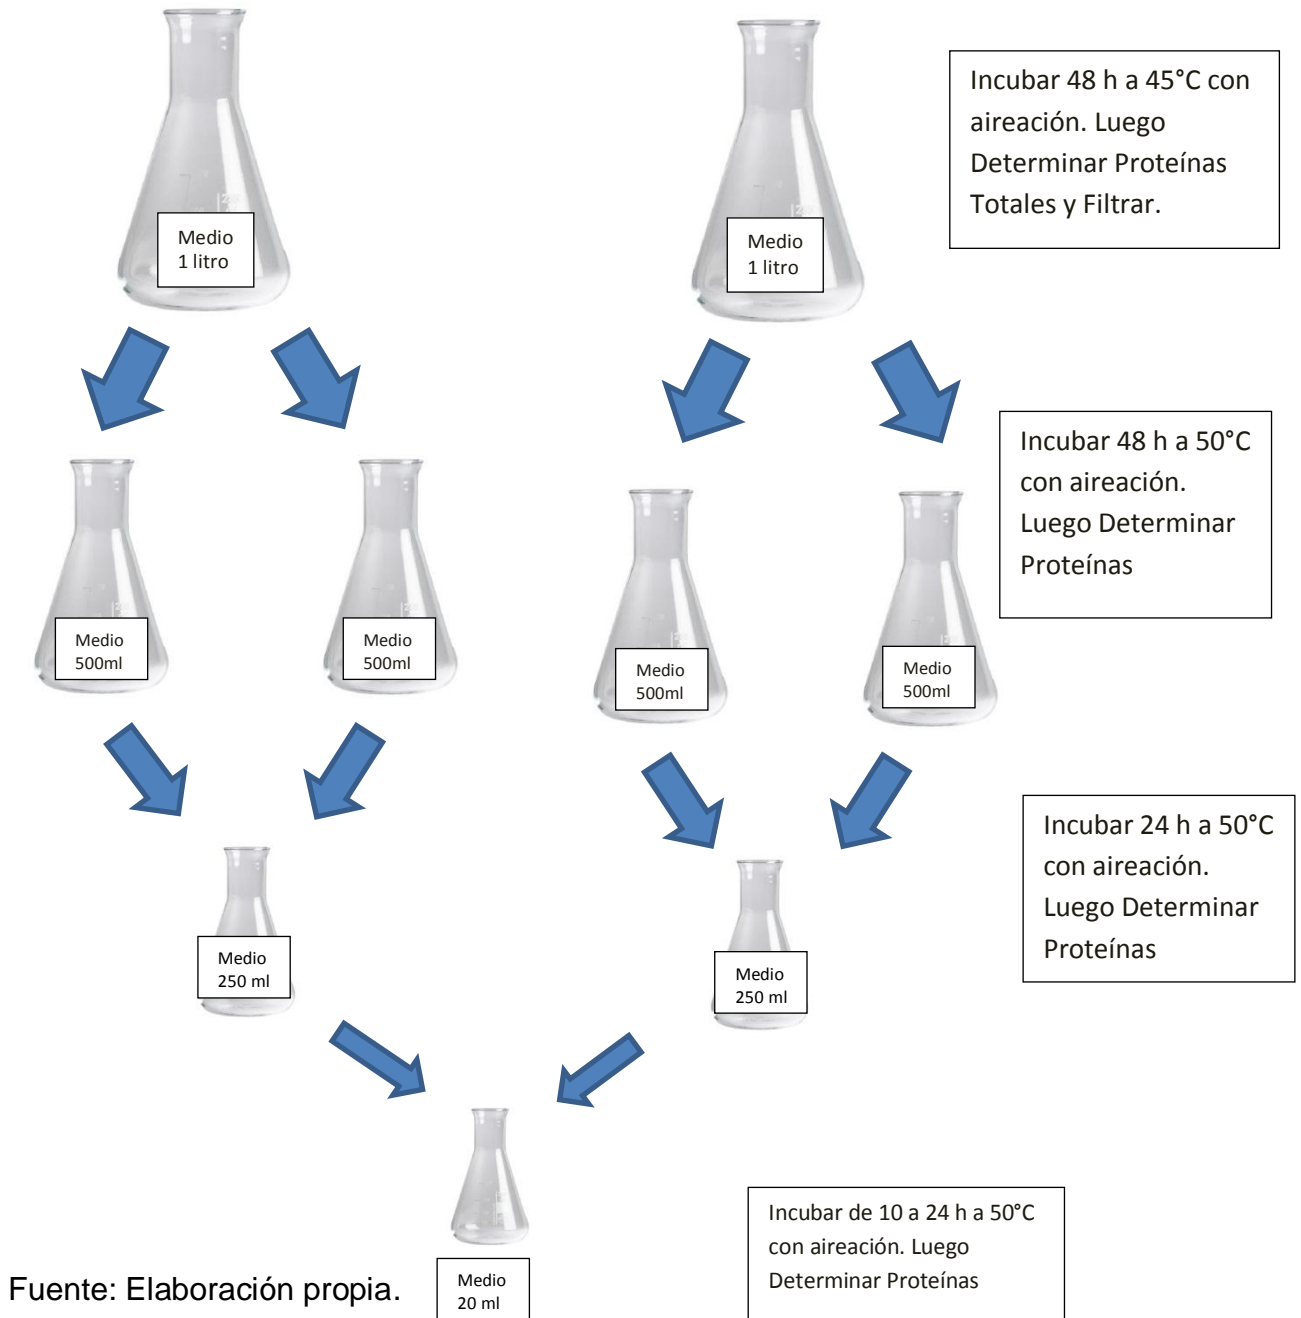 Incubar 48 h a 45°C con
aireación. Luego
Determinar Proteínas
Totales y Filtrar.
Medio
1 litro
Medio
1 litro
Incubar 48 h a 50°C
con aireación.
Luego Determinar
Proteínas
Medio
500ml
Medio
500ml
Medio
500ml
Medio
500ml
Incubar 24 h a 50°C
con aireación.
Luego Determinar
Proteínas
Medio
250 ml
Medio
250 ml
Incubar de 10 a 24 h a 50°C
con aireación. Luego
Determinar Proteínas
Fuente: Elaboración propia.
Medio
20 ml